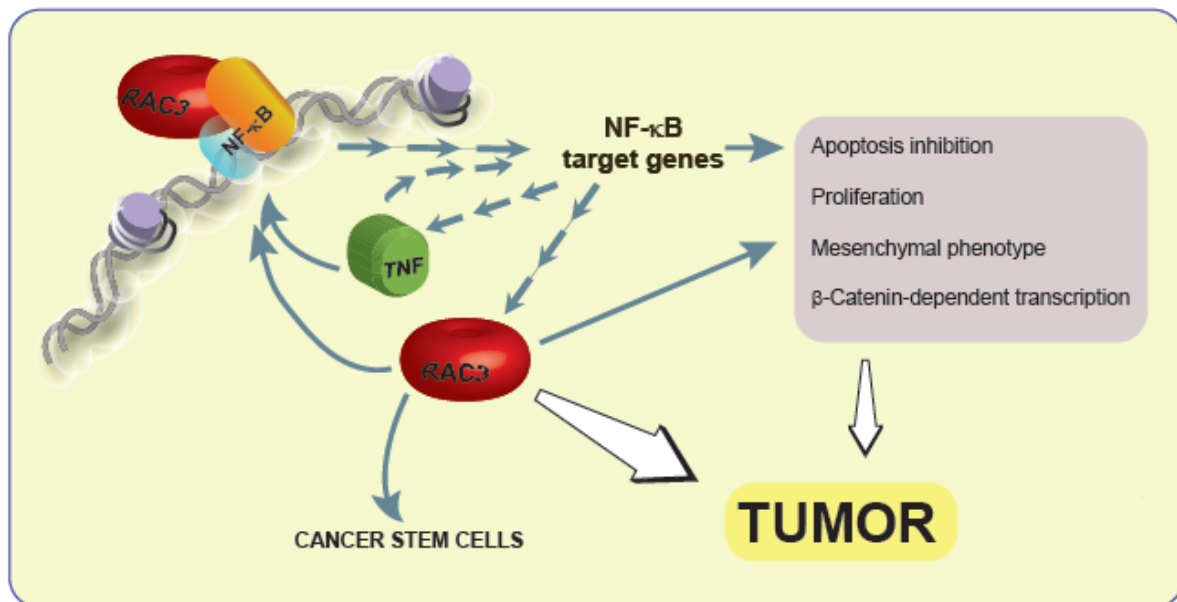 RAC3
NF-κB
NF-κB
target genes
Apoptosis inhibition
Proliferation
Mesenchymal phenotype
β-Catenin-dependent transcription
TNF
RAC3
CANCER STEM CELLS
TUMOR